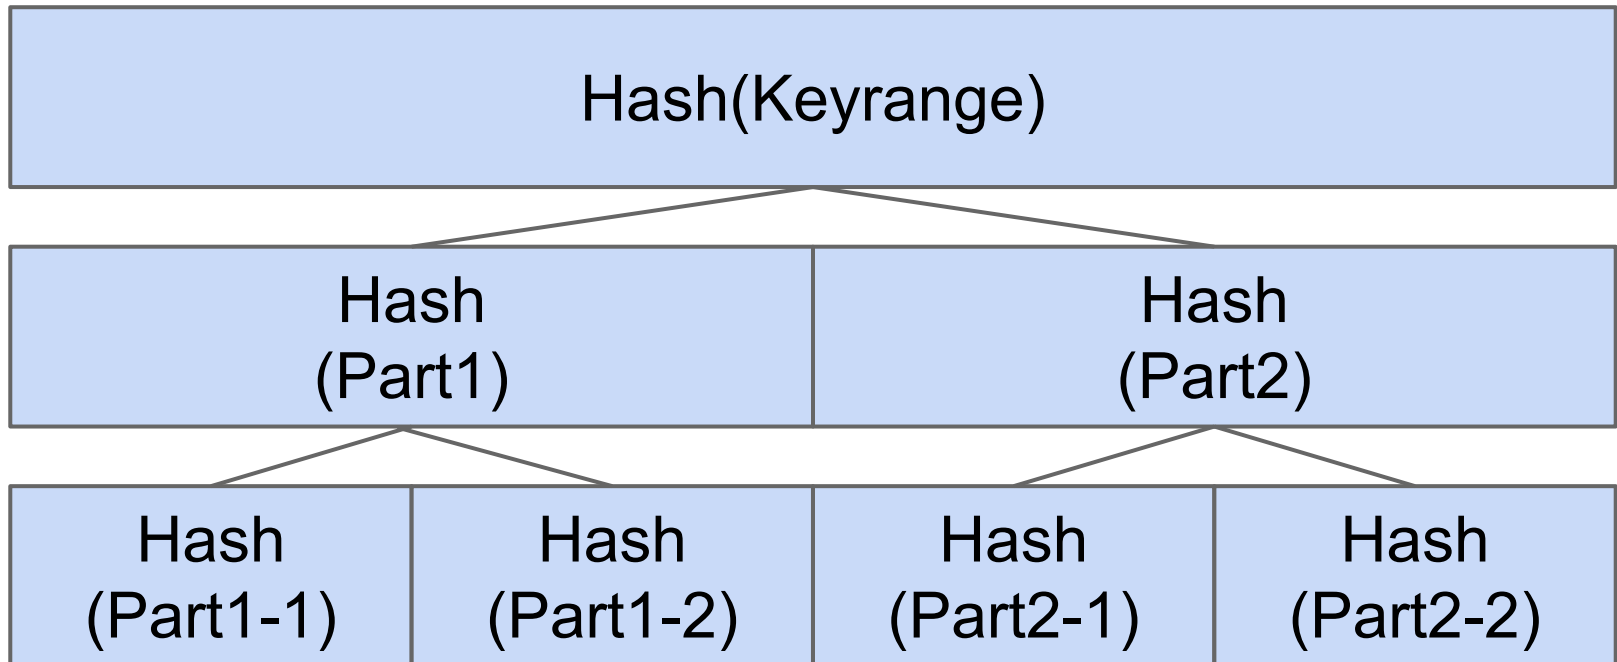 Hash(Keyrange)
Hash
(Part1)
Hash
(Part2)
Hash
(Part1-1)
Hash
(Part1-2)
Hash
(Part2-1)
Hash
(Part2-2)